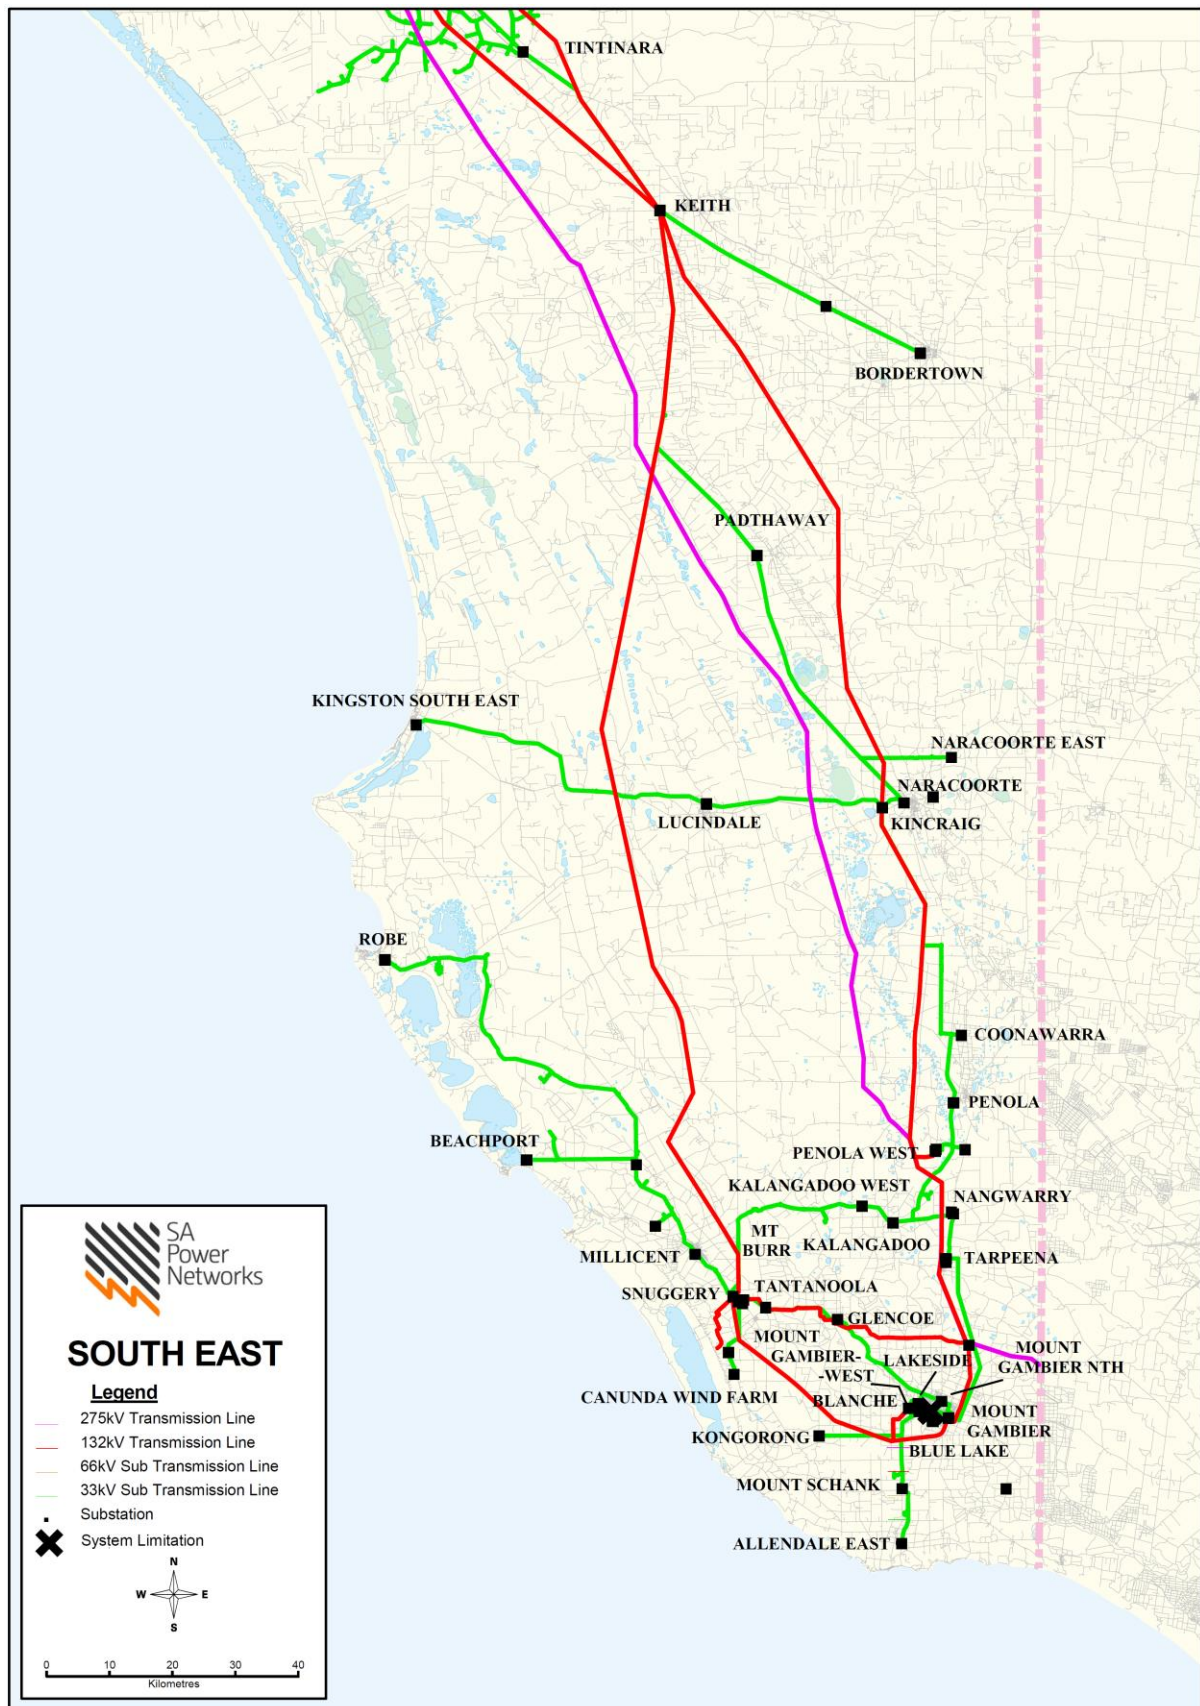 TINTINARA
KEITH
BORDERTOWN
PADTHAWAY
KINGSTON SOUTH EAST
NARACOORTE EAST
NARACOORTE
LUCINDALE
KINCRAIG
ROBE
COONAWARRA
PENOLA
BEACHPORT
PENOLA WEST
KALANGADOO WEST
NANGWARRY
MT
BURR
KALANGADOO
MILLICENT
TARPEENA
SNUGGERY
TANTANOOLA
GLENCOE
MOUNT
GAMBIER-
-WEST
LAKESIDE
MOUNT
GAMBIER NTH
CANUNDA WIND FARM
BLANCHE
MOUNT
GAMBIER
KONGORONG
BLUE LAKE
MOUNT SCHANK
ALLENDALE EAST
SA
Power
Networks
SOUTH EAST
Legend
275kV Transmission Line
132kV Transmission Line
66kV Sub Transmission Line
33kV Sub Transmission Line
Substation
System Limitation
N
W E
S
0 10 20 30 40
Kilometres